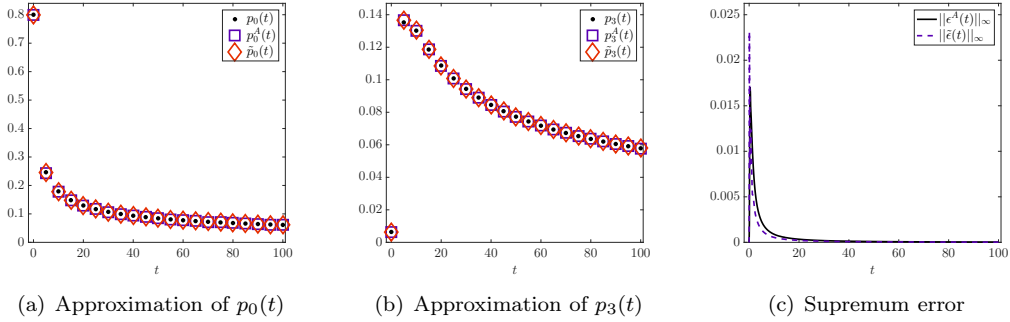 0.8
0.7
0.6
0.5
0.4
0.3
0.2
0.1
0
0 20 40 60 80 100
t
p₀(t)
p₀ᴬ(t)
p̃₀(t)
(a) Approximation of p₀(t)
0.14
0.12
0.1
0.08
0.06
0.04
0.02
0
0 20 40 60 80 100
t
p₃(t)
p₃ᴬ(t)
p̃₃(t)
(b) Approximation of p₃(t)
0.025
0.02
0.015
0.01
0.005
0
0 20 40 60 80 100
t
||ϵᴬ(t)||∞
||ϵ̃(t)||∞
(c) Supremum error